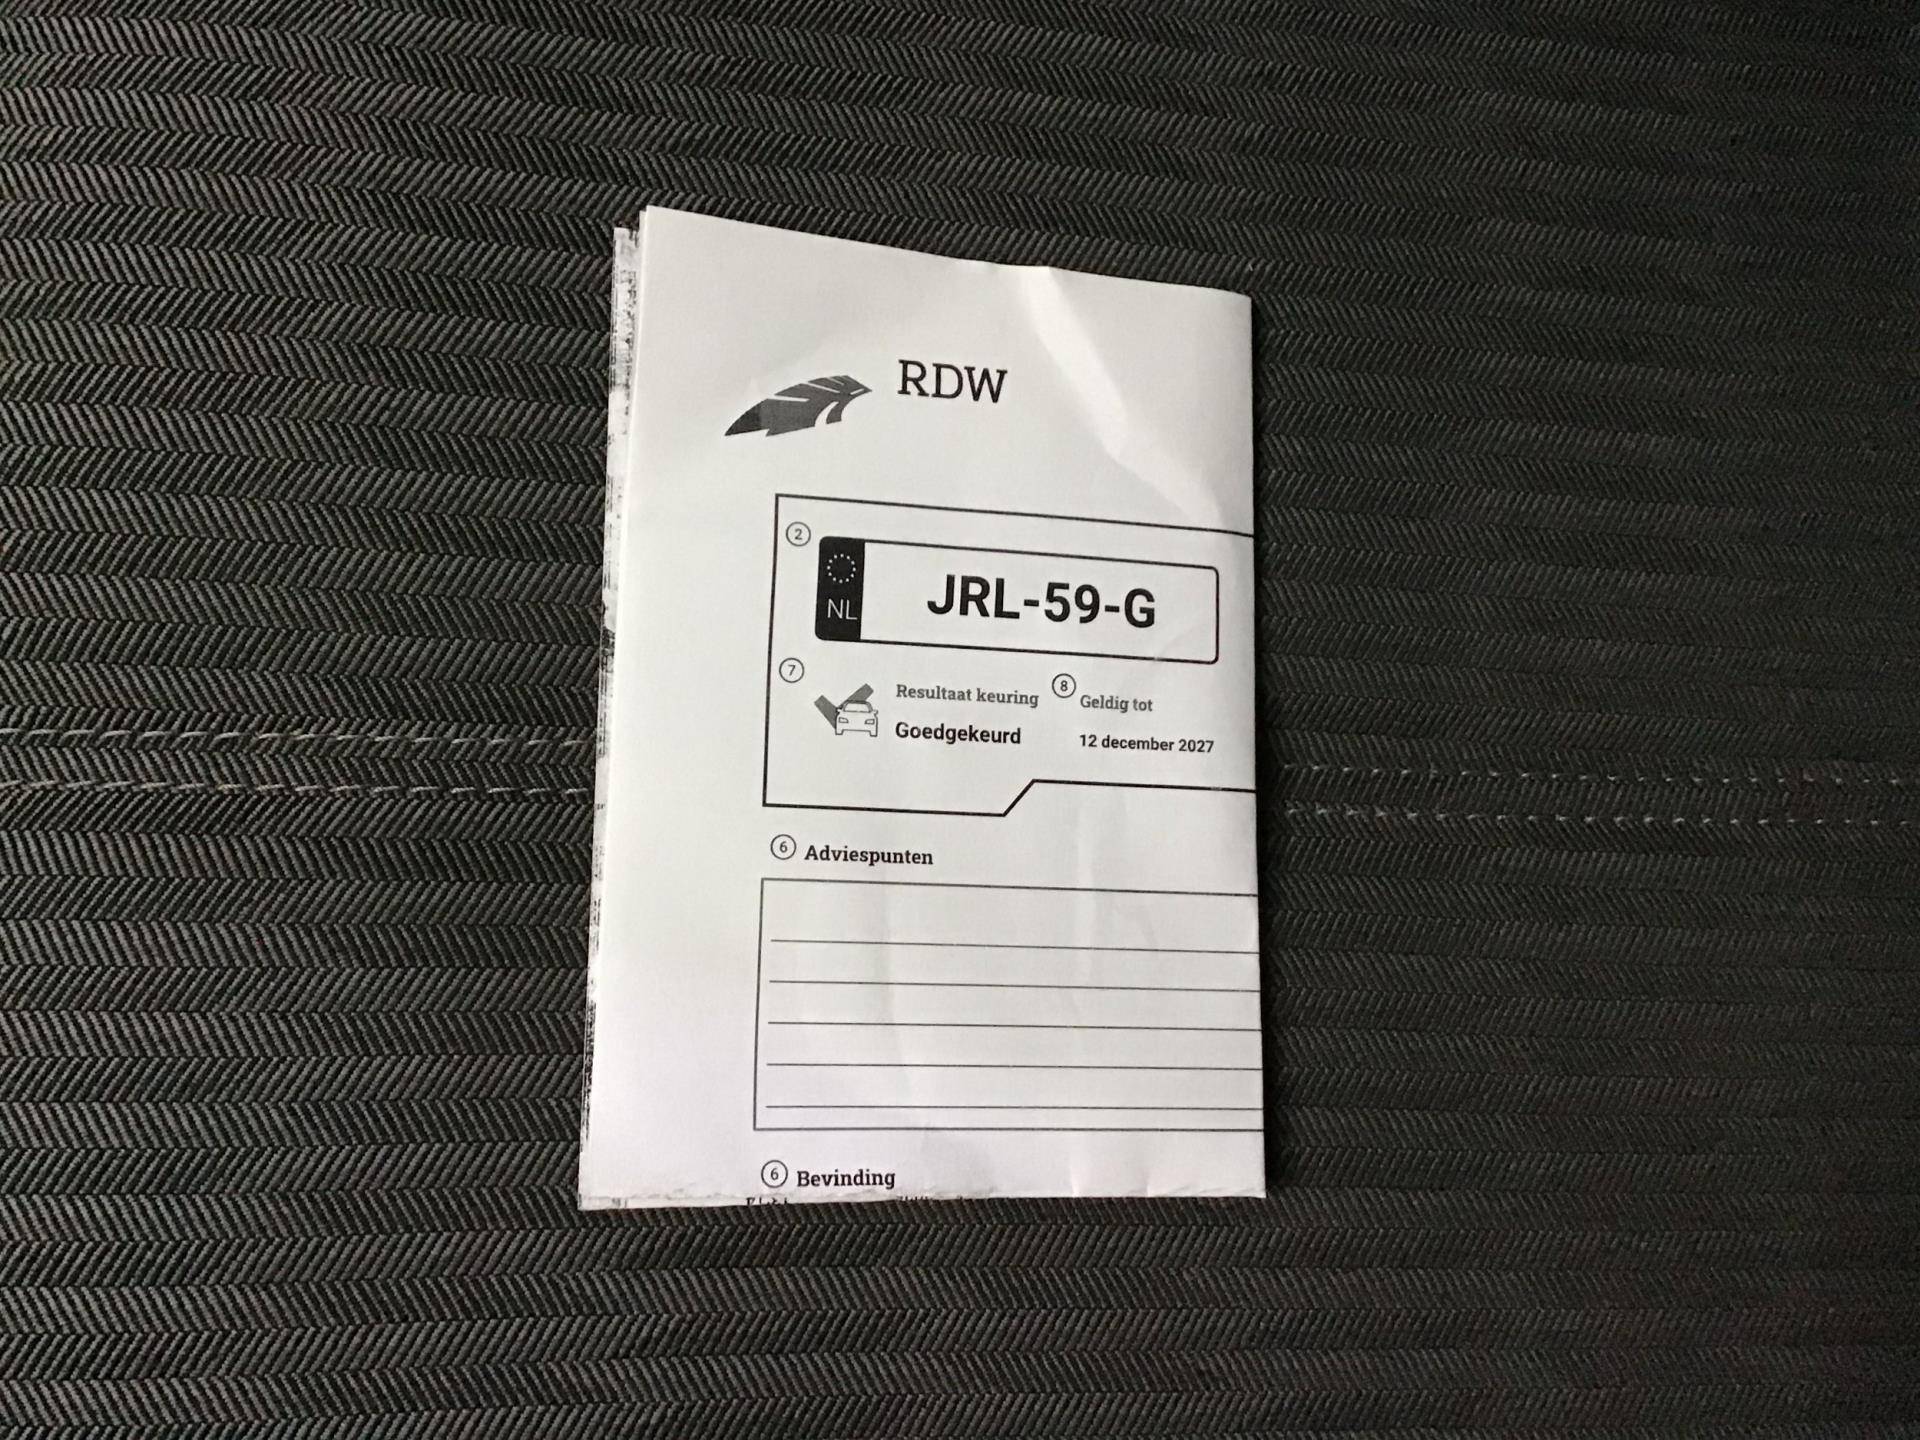 RDW
2
NL
JRL-59-G
7 Resultaat keuring 8 Geldig tot
Goedgekeurd 12 december 2027
6 Adviespunten
6 Bevinding